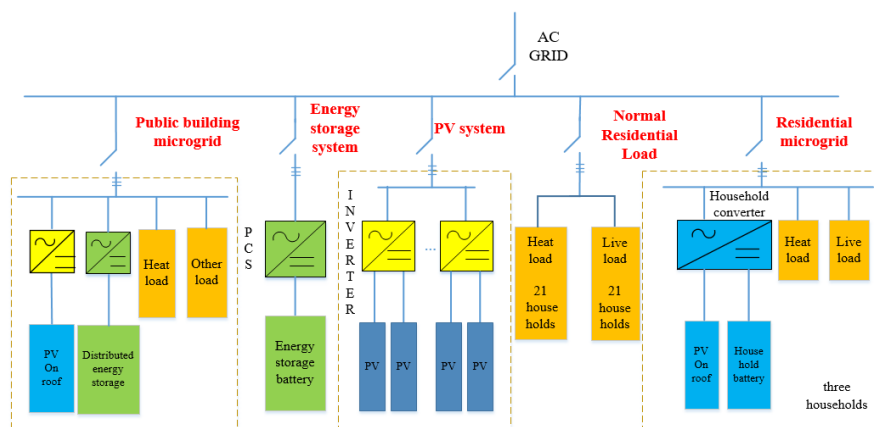 AC
GRID
Public building
microgrid
Energy
storage
system
PV system
Normal
Residential
Load
Residential
microgrid
Heat
load
Other
load
PV
On
roof
Distributed
energy
storage
P
C
S
Energy
storage
battery
I
N
V
E
R
T
E
R
...
PV
PV
PV
PV
Heat
load
21
house
holds
Live
load
21
house
holds
Household
converter
Heat
load
Live
load
PV
On
roof
House
hold
battery
three
households